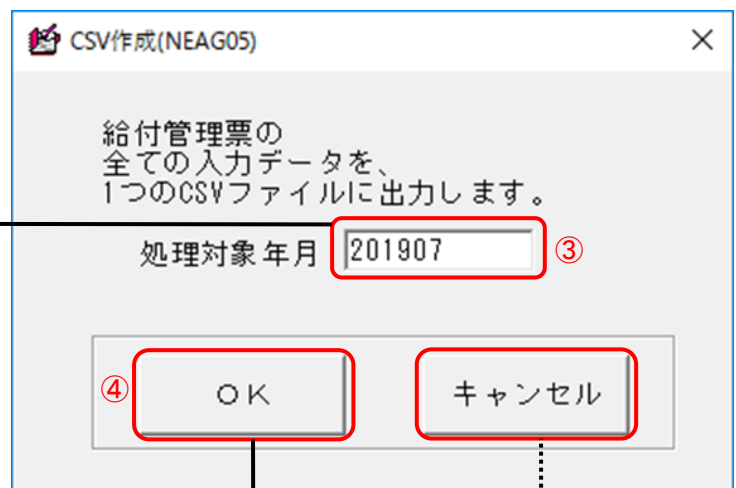 CSV作成(NEAG05)
給付管理票の
全ての入力データを、
1つのCSVファイルに出力します。
処理対象年月 201907 ③
④ OK キャンセル